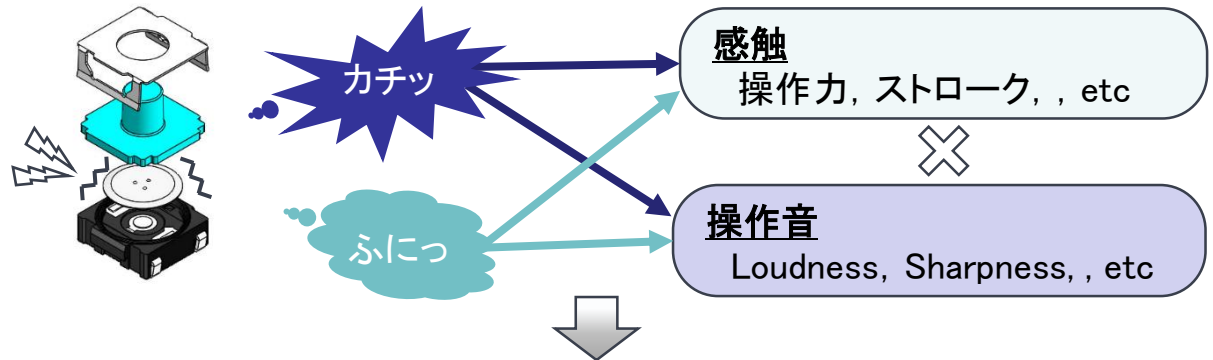 カチッ
ふにっ
感触
操作力, ストローク, , etc
操作音
Loudness, Sharpness, , etc